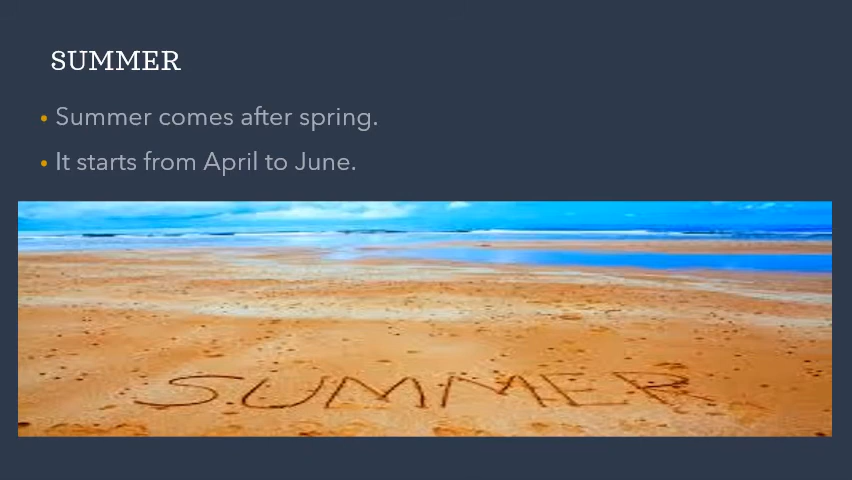 SUMMER
• Summer comes after spring.
• It starts from April to June.
SUMMER